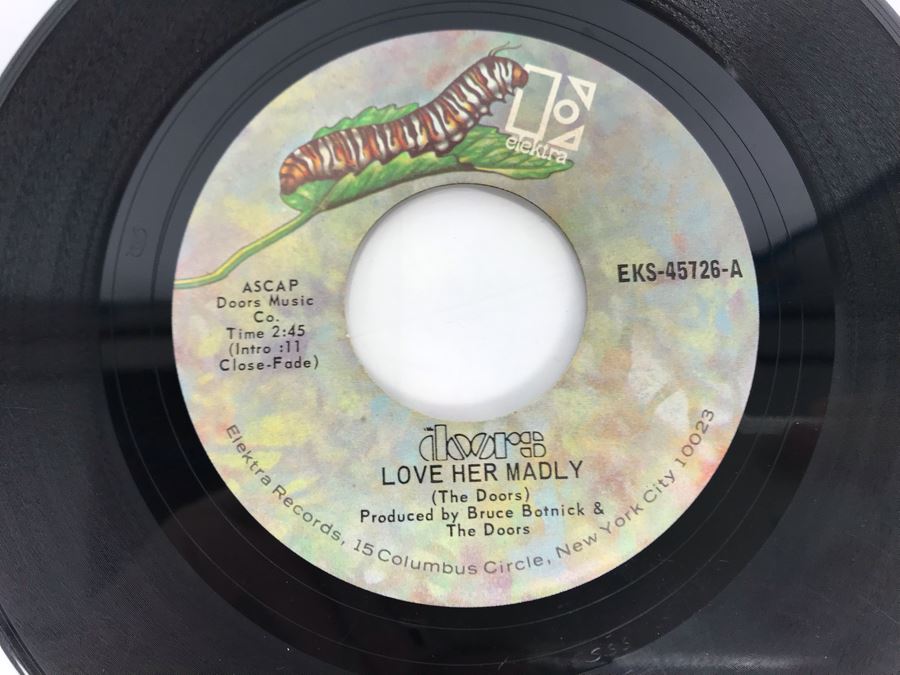 elektra
EKS-45726-A
ASCAP
Doors Music
Co.
Time 2:45
(Intro :11
Close-Fade)
THE doors
LOVE HER MADLY
(The Doors)
Produced by Bruce Botnick &
The Doors
Elektra Records, 15 Columbus Circle, New York City 10023